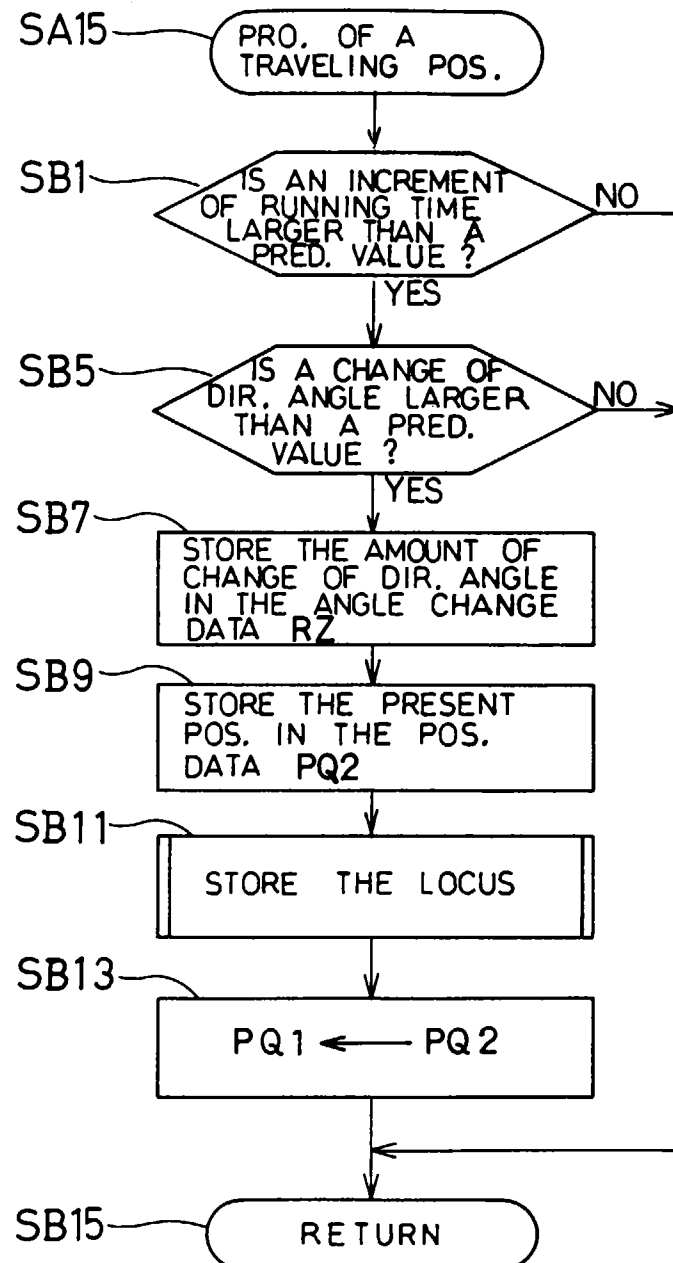 SA15
PRO. OF A
TRAVELING POS.
SB1
IS AN INCREMENT
OF RUNNING TIME
LARGER THAN A
PRED. VALUE ?
NO
YES
SB5
IS A CHANGE OF
DIR. ANGLE LARGER
THAN A PRED.
VALUE ?
NO
YES
SB7
STORE THE AMOUNT OF
CHANGE OF DIR. ANGLE
IN THE ANGLE CHANGE
DATA RZ
SB9
STORE THE PRESENT
POS. IN THE POS.
DATA PQ2
SB11
STORE THE LOCUS
SB13
PQ1 ← PQ2
SB15
RETURN